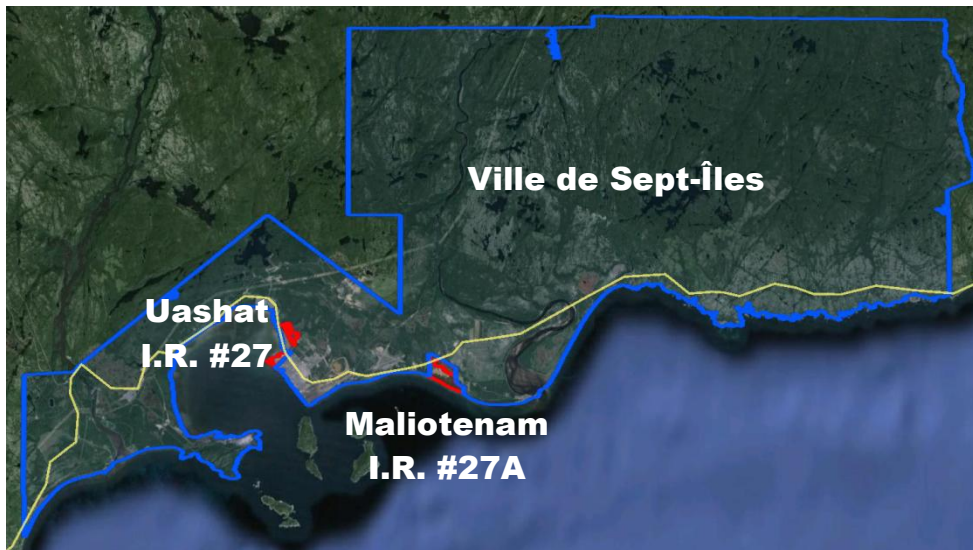 Ville de Sept-Îles
Uashat
I.R. #27
Maliotenam
I.R. #27A